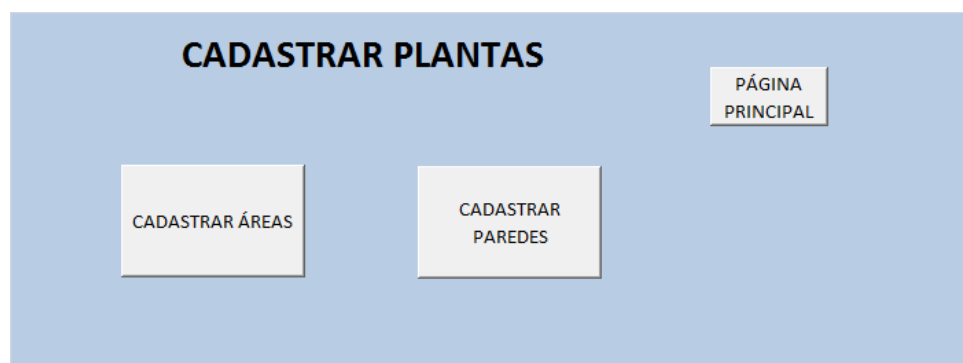 CADASTRAR PLANTAS
PÁGINA
PRINCIPAL
CADASTRAR ÁREAS
CADASTRAR
PAREDES